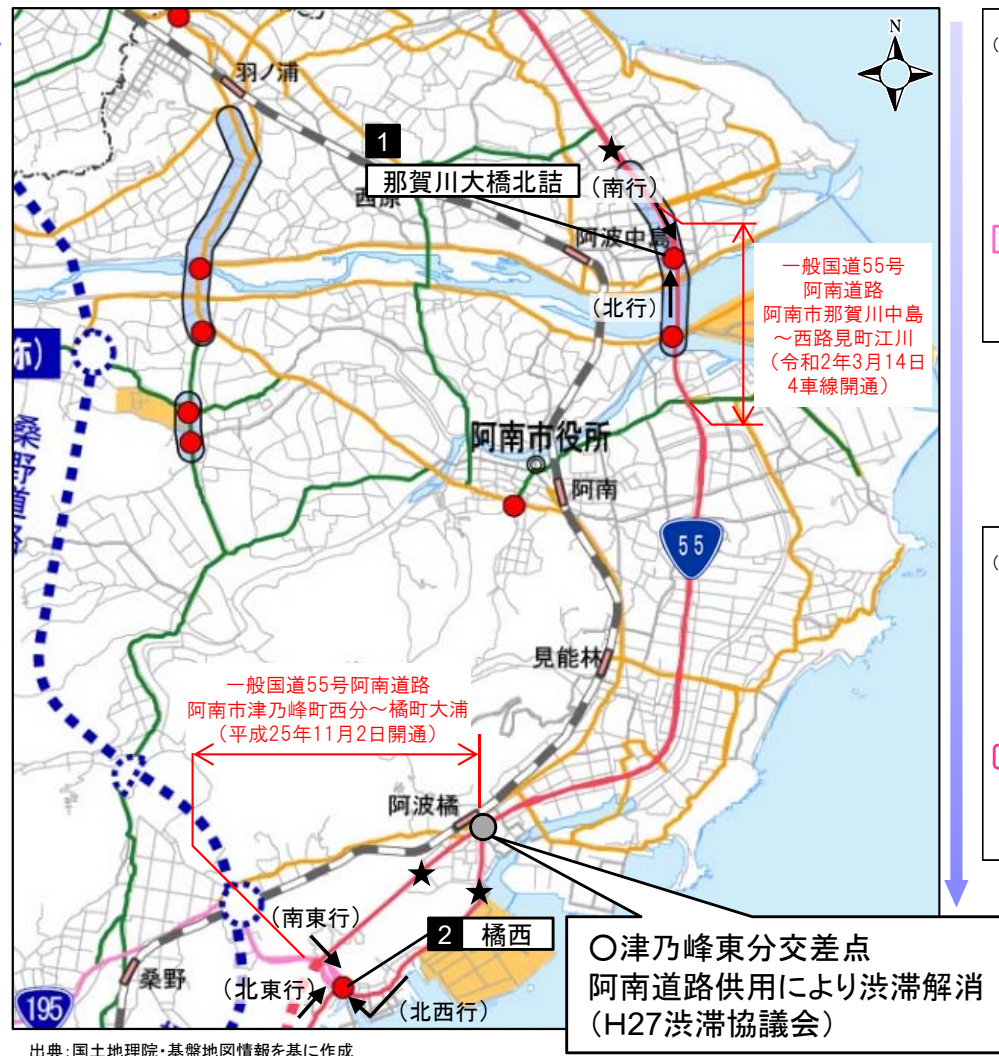 N
羽ノ浦
1
那賀川大橋北詰
(南行)
西原
阿波中島
(北行)
一般国道55号
阿南道路
阿南市那賀川中島
~西路見町江川
(令和2年3月14日
4車線開通)
桑野道路
阿南市役所
阿南
55
見能林
一般国道55号阿南道路
阿南市津乃峰町西分~橘町大浦
(平成25年11月2日開通)
阿波橘
(南東行)
2 橘西
(北東行)
(北西行)
桑野
195
○津乃峰東分交差点
阿南道路供用により渋滞解消
(H27渋滞協議会)
出典:国土地理院・基盤地図情報を基に作成